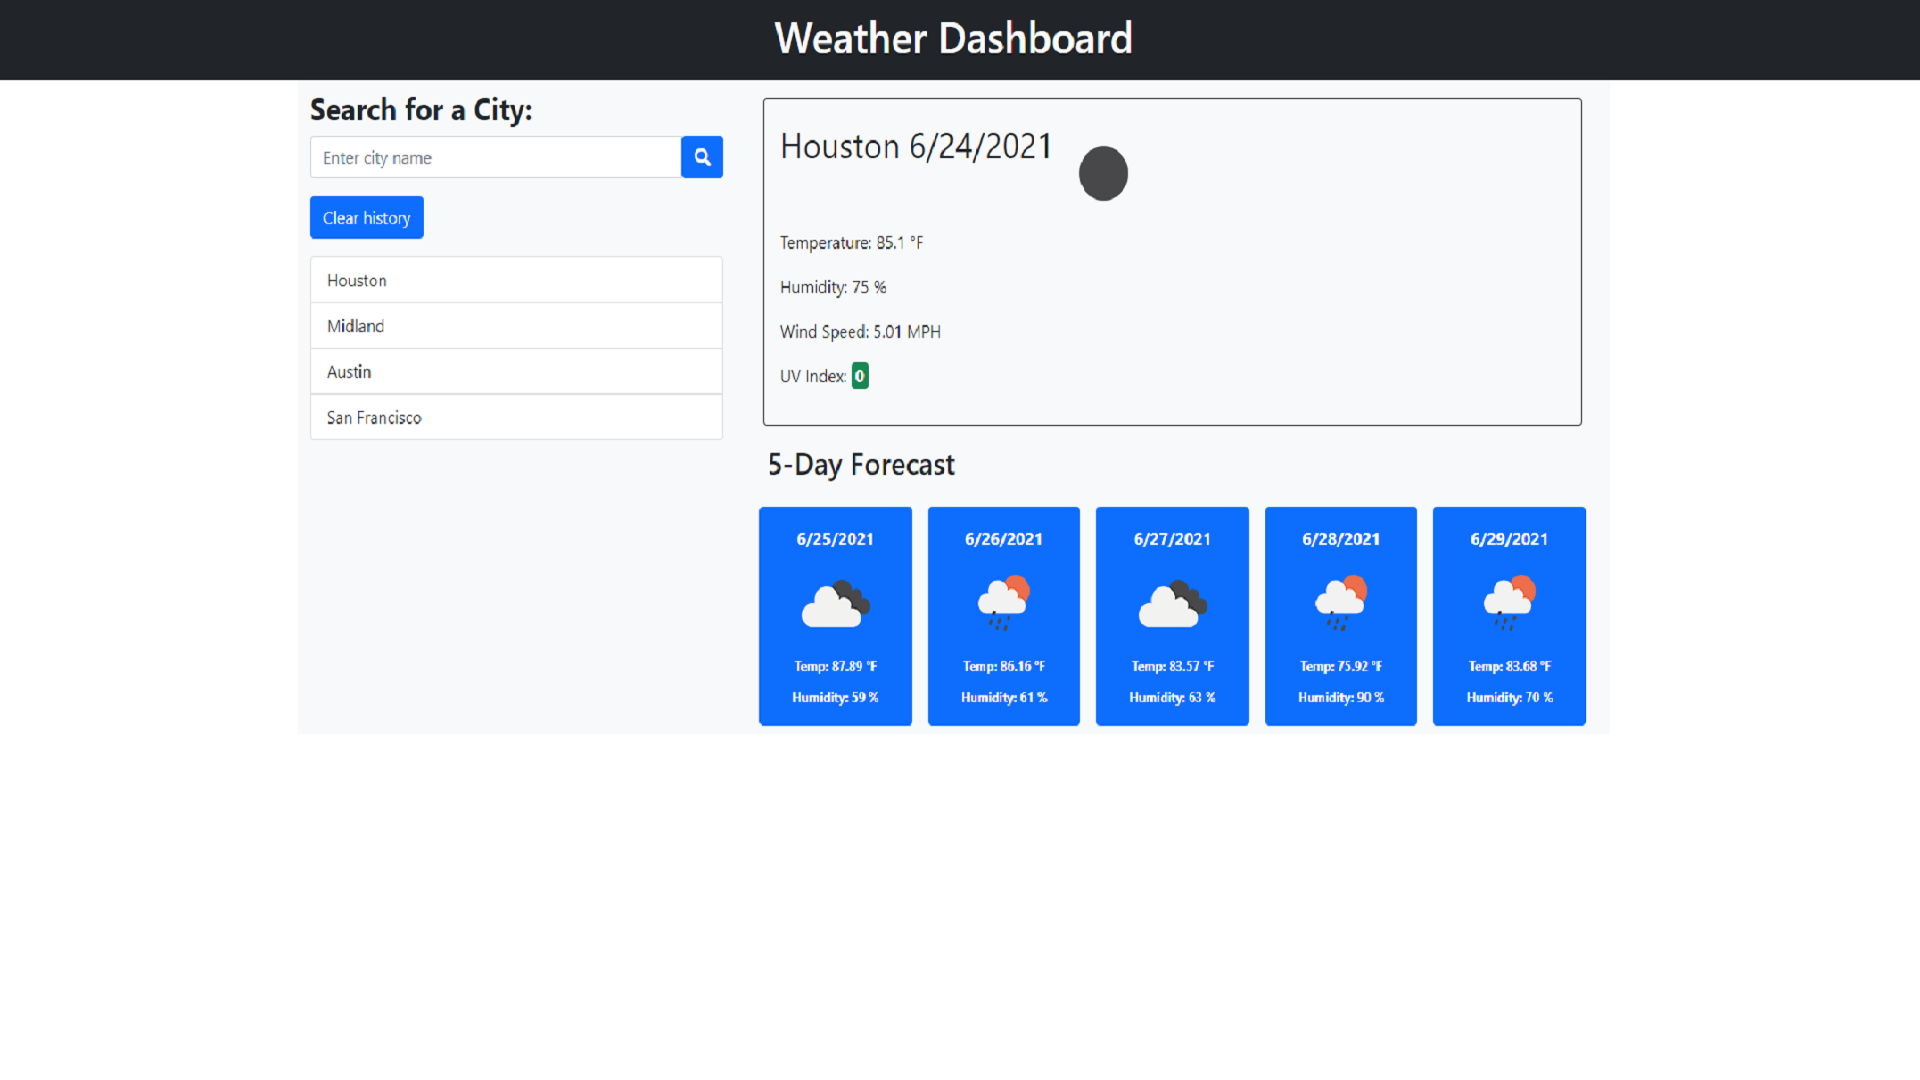 Weather Dashboard
Search for a City:
Enter city name
Clear history
Houston
Midland
Austin
San Francisco
Houston 6/24/2021
Temperature: 85.1 °F
Humidity: 75 %
Wind Speed: 5.01 MPH
UV Index: 0
5-Day Forecast
6/25/2021
Temp: 87.89 °F
Humidity: 59 %
6/26/2021
Temp: 86.16 °F
Humidity: 61 %
6/27/2021
Temp: 83.57 °F
Humidity: 63 %
6/28/2021
Temp: 75.92 °F
Humidity: 90 %
6/29/2021
Temp: 83.68 °F
Humidity: 70 %